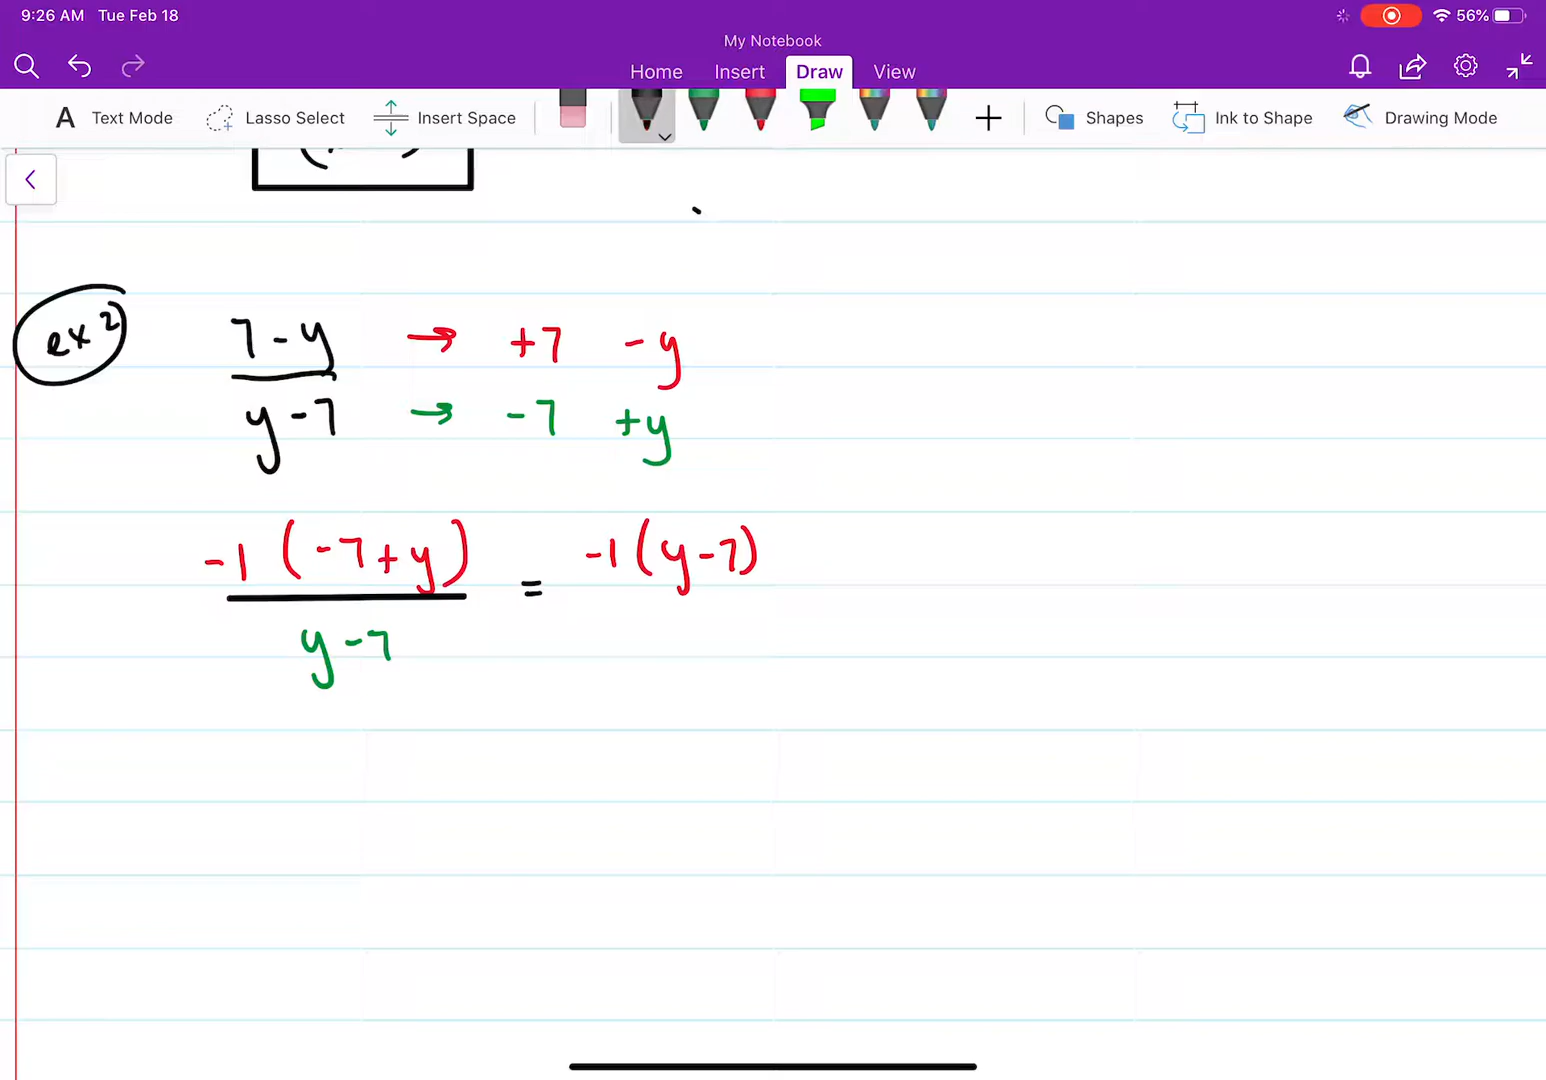 9:26 AM Tue Feb 18
56%
My Notebook
Home Insert Draw View
A Text Mode Lasso Select Insert Space Shapes Ink to Shape Drawing Mode
ex 2
7 - y → +7 - y
y - 7 → -7 + y
-1 (-7 + y) = -1 (y - 7)
y - 7